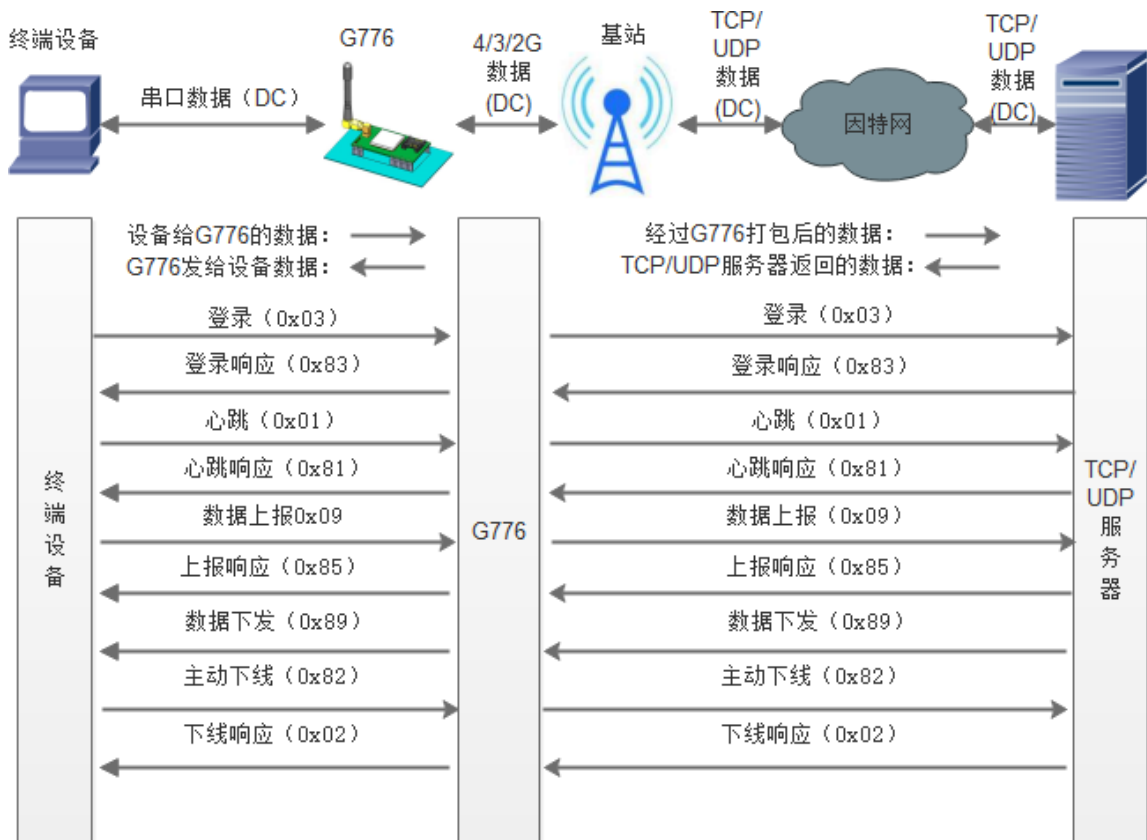 终端设备
G776
4/3/2G
数据
(DC)
基站
TCP/
UDP
数据
(DC)
TCP/
UDP
数据
(DC)
串口数据（DC）
因特网
设备给G776的数据：
G776发给设备数据：
经过G776打包后的数据：
TCP/UDP服务器返回的数据：
登录（0x03）
登录（0x03）
登录响应（0x83）
登录响应（0x83）
心跳（0x01）
心跳（0x01）
心跳响应（0x81）
心跳响应（0x81）
数据上报0x09
数据上报（0x09）
上报响应（0x85）
上报响应（0x85）
数据下发（0x89）
数据下发（0x89）
主动下线（0x82）
主动下线（0x82）
下线响应（0x02）
下线响应（0x02）
终
端
设
备
G776
TCP/
UDP
服
务
器